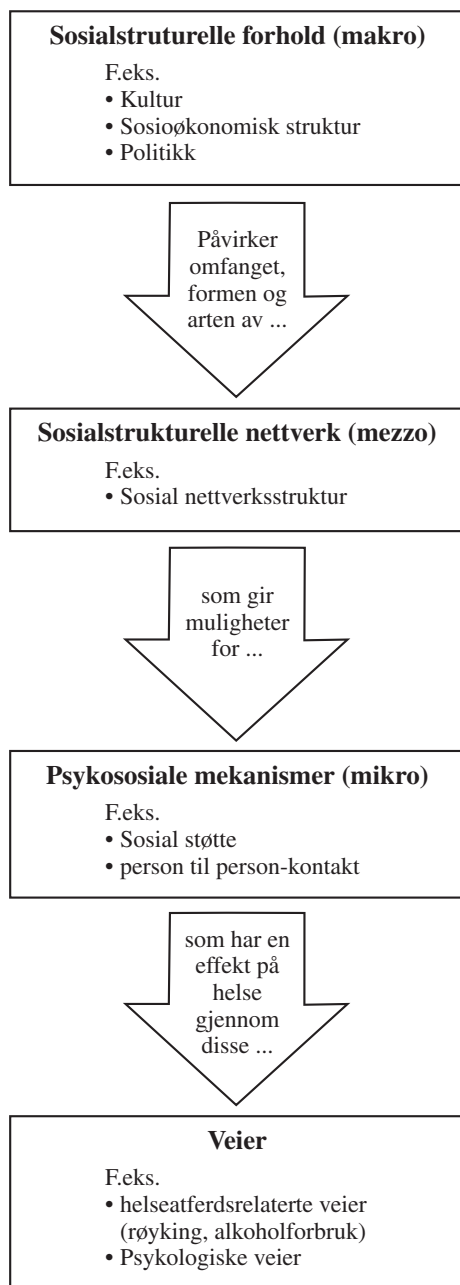 Sosialstruturelle forhold (makro)
F.eks.
• Kultur
• Sosioøkonomisk struktur
• Politikk
Påvirker
omfanget,
formen og
arten av ...
Sosialstrukturelle nettverk (mezzo)
F.eks.
• Sosial nettverksstruktur
som gir
muligheter
for ...
Psykososiale mekanismer (mikro)
F.eks.
• Sosial støtte
• person til person-kontakt
som har en
effekt på
helse
gjennom
disse ...
Veier
F.eks.
• helseatferdsrelaterte veier
(røyking, alkoholforbruk)
• Psykologiske veier